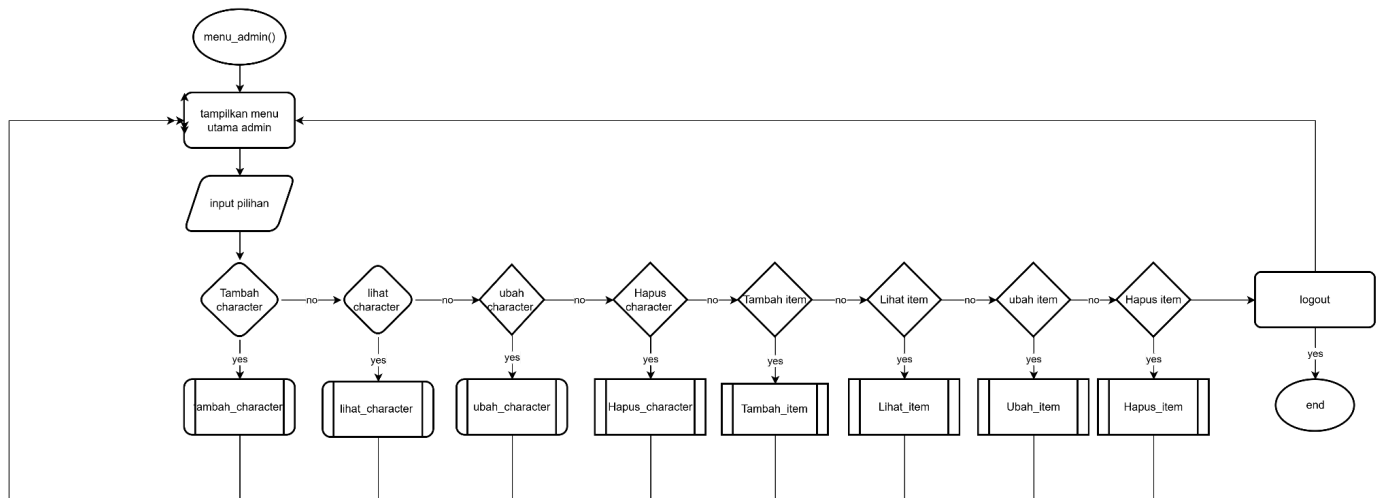 menu_admin()
tampilkan menu
utama admin
input pilihan
Tambah
character
no
lihat
character
no
ubah
character
no
Hapus
character
no
Tambah item
no
Lihat item
no
ubah item
no
Hapus item
logout
yes
yes
yes
yes
yes
yes
yes
yes
yes
tambah_character
lihat_character
ubah_character
Hapus_character
Tambah_item
Lihat_item
Ubah_item
Hapus_item
end